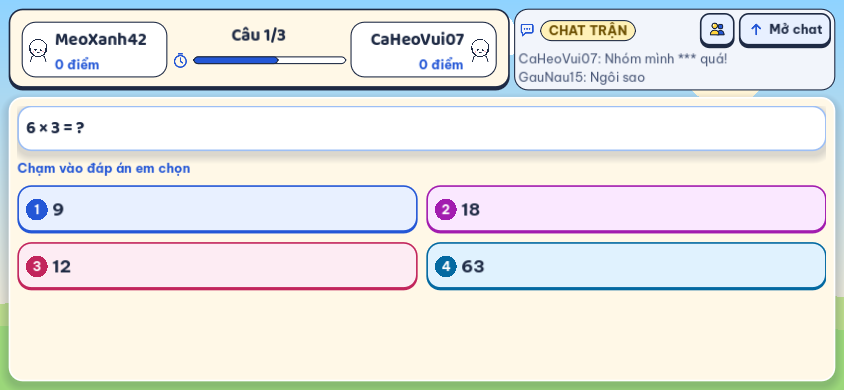 MeoXanh42
0 điểm
Câu 1/3
CaHeoVui07
0 điểm
CHAT TRẬN
Mở chat
CaHeoVui07: Nhóm mình *** quá!
GauNau15: Ngôi sao
6 × 3 = ?
Chạm vào đáp án em chọn
1 9
2 18
3 12
4 63